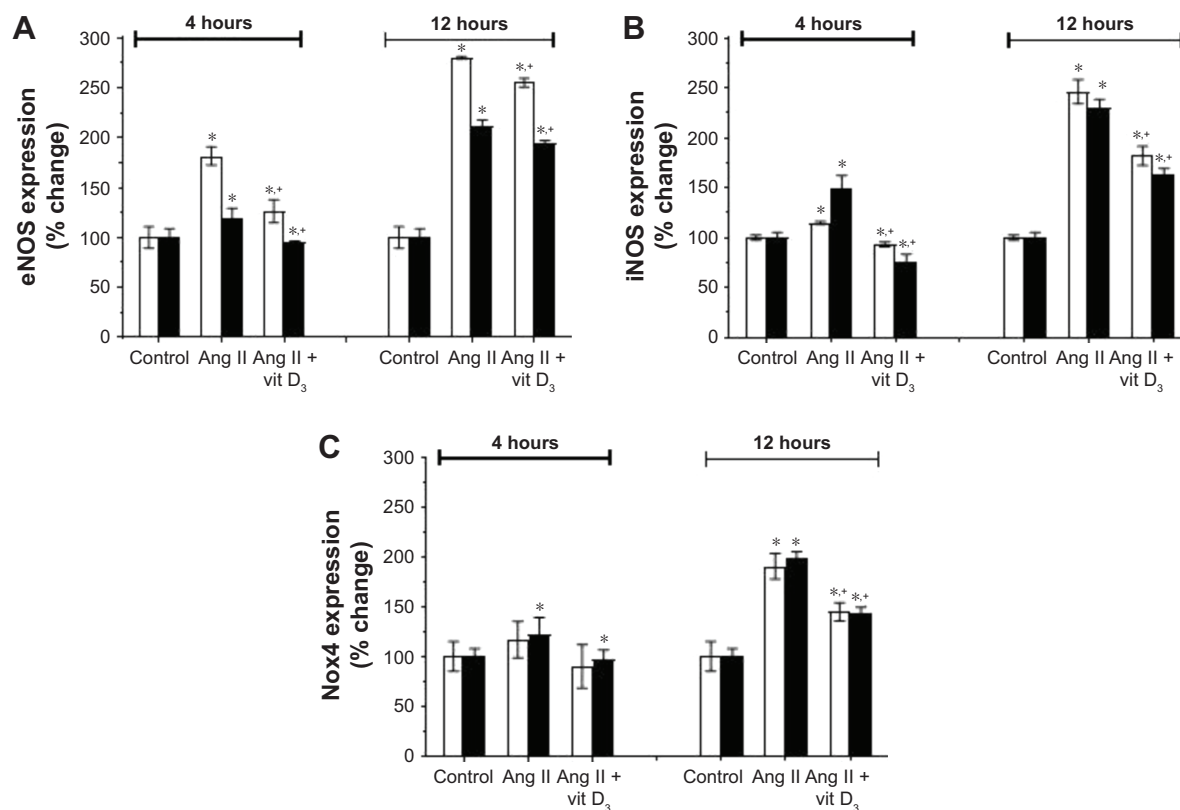 A
4 hours
12 hours
eNOS expression
(% change)
300
250
200
150
100
50
0
*
*
*,+
*,+
*
*
*,+
*,+
Control Ang II Ang II + vit D₃
Control Ang II Ang II + vit D₃
B
4 hours
12 hours
iNOS expression
(% change)
300
250
200
150
100
50
0
*
*
*,+
*,+
*
*
*,+
*,+
Control Ang II Ang II + vit D₃
Control Ang II Ang II + vit D₃
C
4 hours
12 hours
Nox4 expression
(% change)
300
250
200
150
100
50
0
*
*
*
*
*,+
*,+
Control Ang II Ang II + vit D₃
Control Ang II Ang II + vit D₃